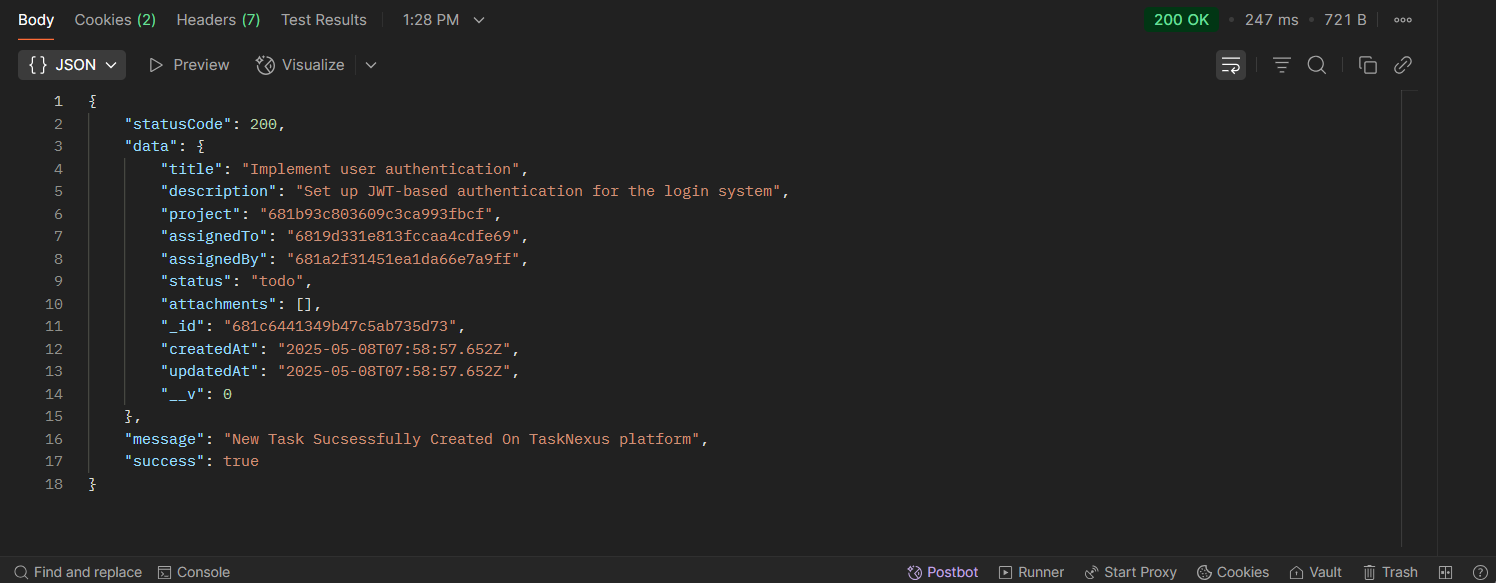 Body Cookies (2) Headers (7) Test Results 1:28 PM 200 OK • 247 ms • 721 B
{} JSON Preview Visualize
1 {
2 "statusCode": 200,
3 "data": {
4 "title": "Implement user authentication",
5 "description": "Set up JWT-based authentication for the login system",
6 "project": "681b93c803609c3ca993fbcf",
7 "assignedTo": "6819d331e813fccaa4cdfe69",
8 "assignedBy": "681a2f31451ea1da66e7a9ff",
9 "status": "todo",
10 "attachments": [],
11 "_id": "681c6441349b47c5ab735d73",
12 "createdAt": "2025-05-08T07:58:57.652Z",
13 "updatedAt": "2025-05-08T07:58:57.652Z",
14 "__v": 0
15 },
16 "message": "New Task Sucsessfully Created On TaskNexus platform",
17 "success": true
18 }
Find and replace Console Postbot Runner Start Proxy Cookies Vault Trash